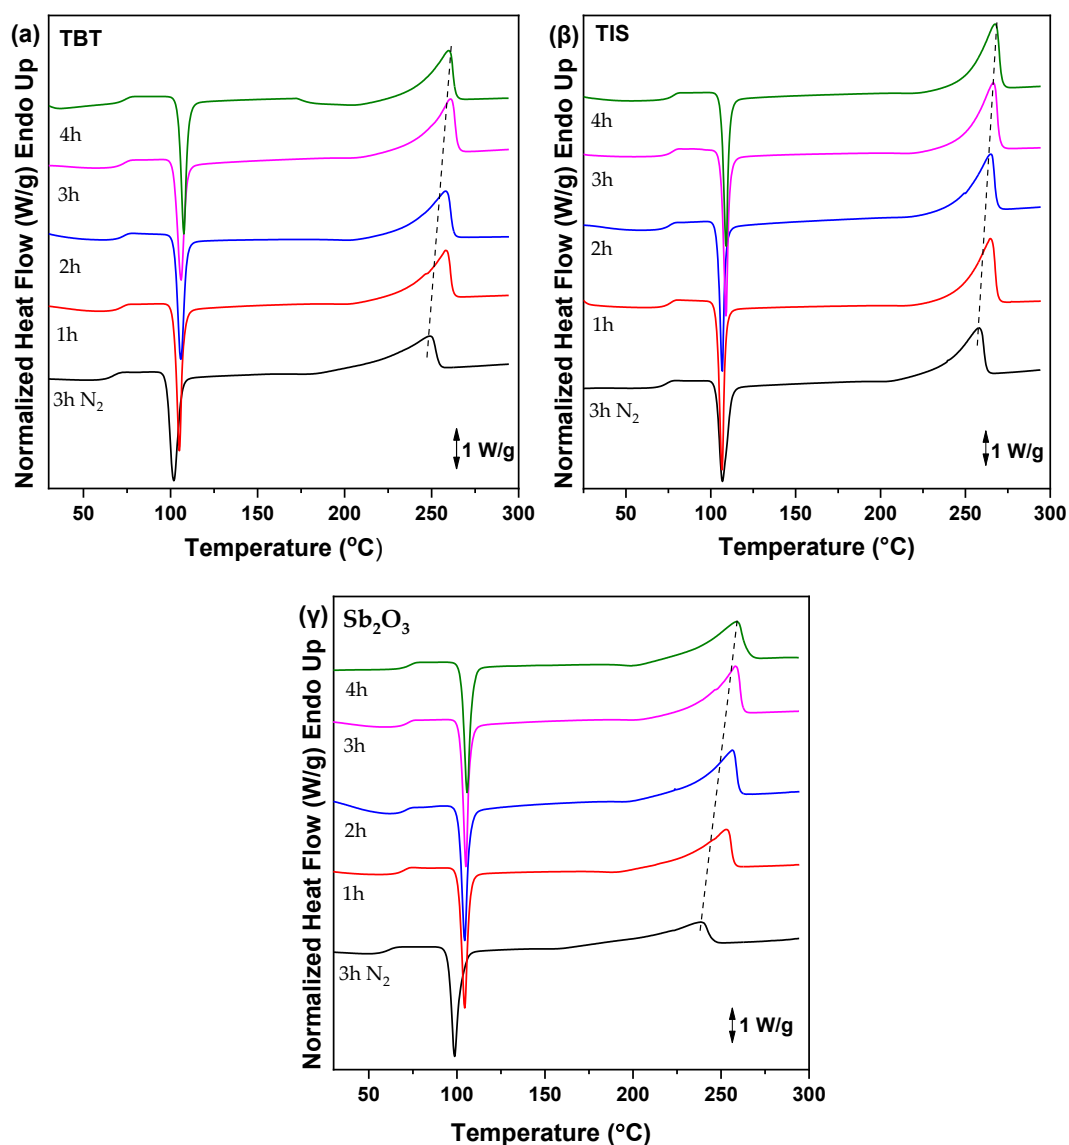 (a)
TBT
4h
3h
2h
1h
3h N₂
1 W/g
Normalized Heat Flow (W/g) Endo Up
50 100 150 200 250 300
Temperature (°C)
(β)
TIS
4h
3h
2h
1h
3h N₂
1 W/g
Normalized Heat Flow (W/g) Endo Up
50 100 150 200 250 300
Temperature (°C)
(γ)
Sb₂O₃
4h
3h
2h
1h
3h N₂
1 W/g
Normalized Heat Flow (W/g) Endo Up
50 100 150 200 250 300
Temperature (°C)